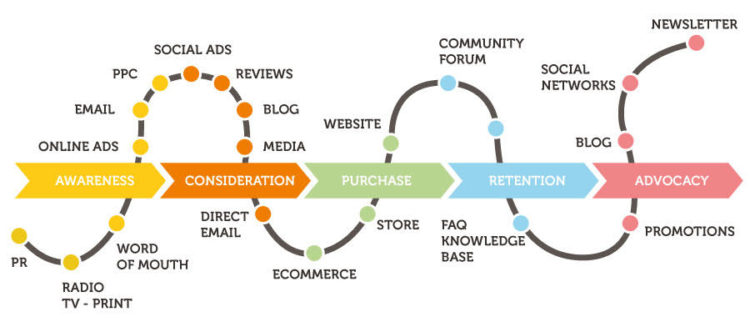 NEWSLETTER
SOCIAL ADS
COMMUNITY
FORUM
PPC
REVIEWS
SOCIAL
NETWORKS
EMAIL
BLOG
WEBSITE
ONLINE ADS
MEDIA
BLOG
AWARENESS
CONSIDERATION
PURCHASE
RETENTION
ADVOCACY
DIRECT
EMAIL
STORE
FAQ
KNOWLEDGE
BASE
PROMOTIONS
WORD
OF MOUTH
PR
ECOMMERCE
RADIO
TV - PRINT